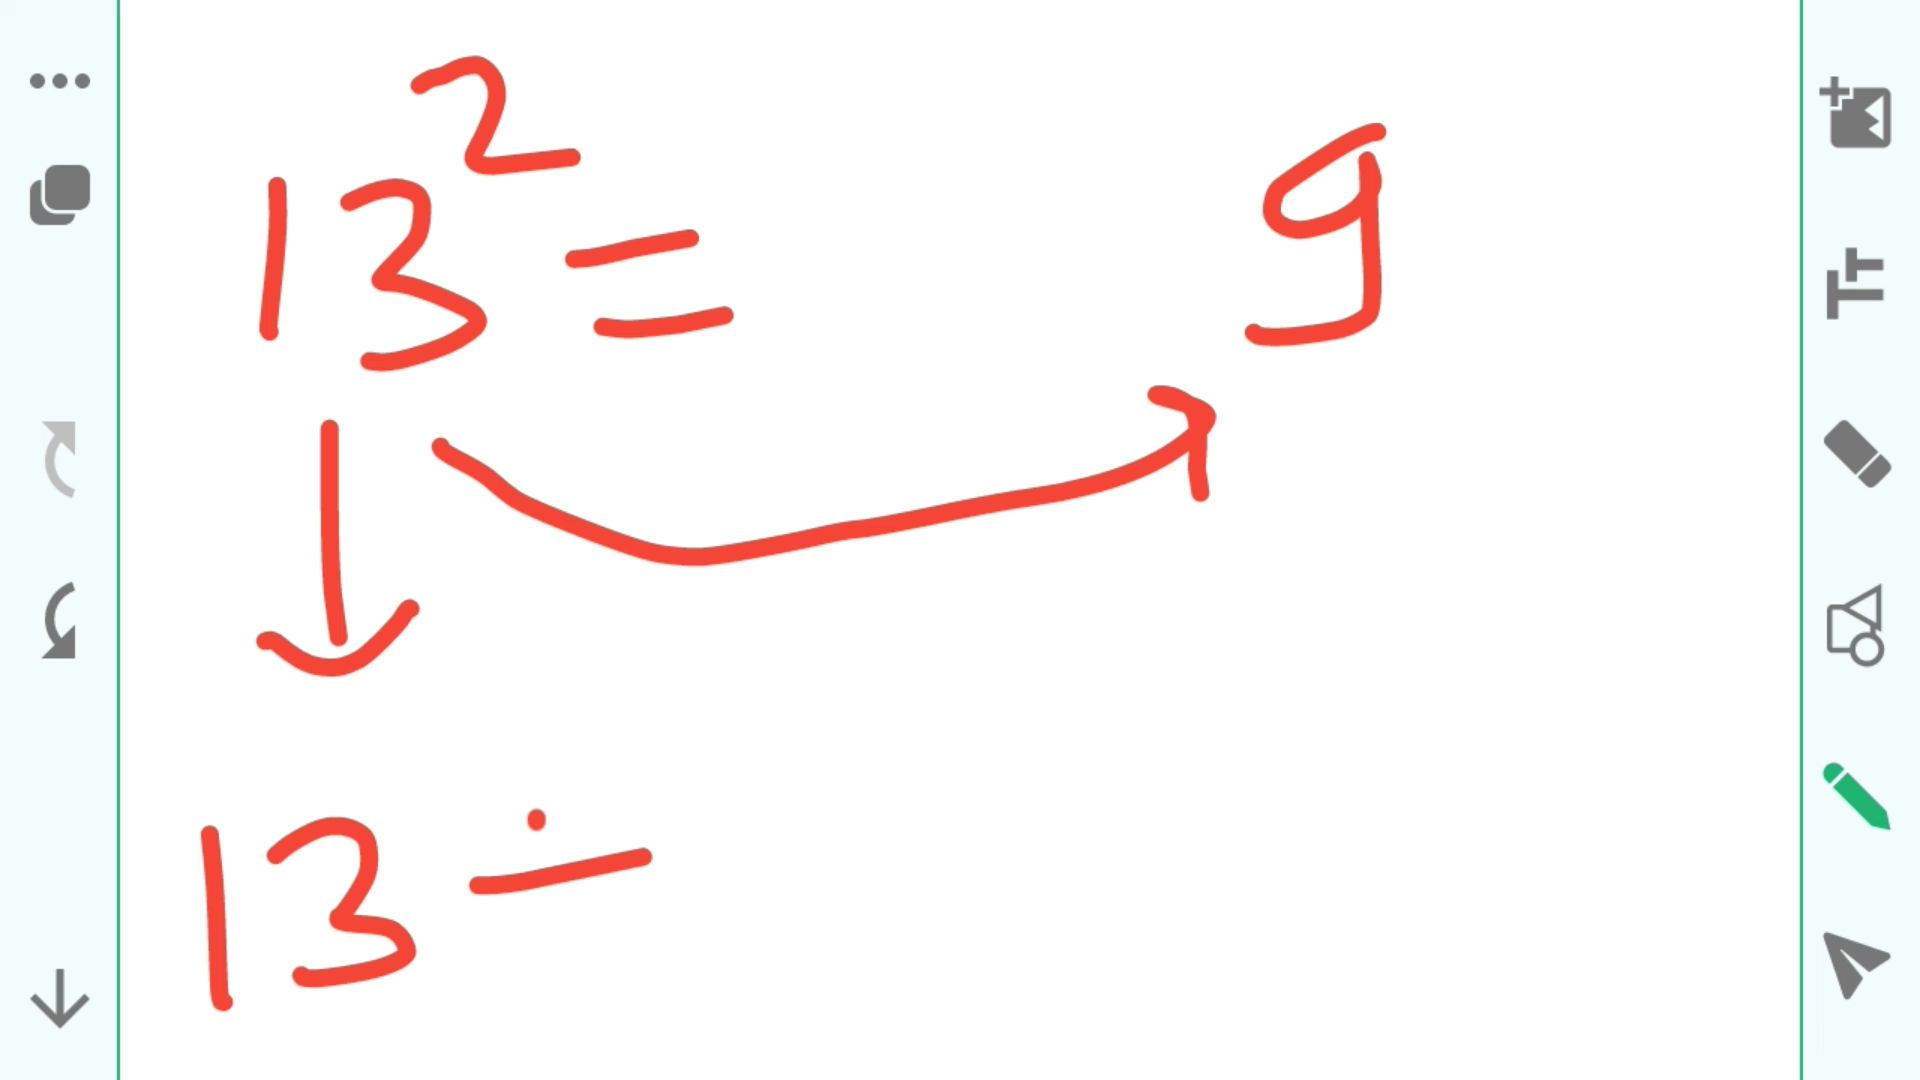 13² = 9
13 ∸